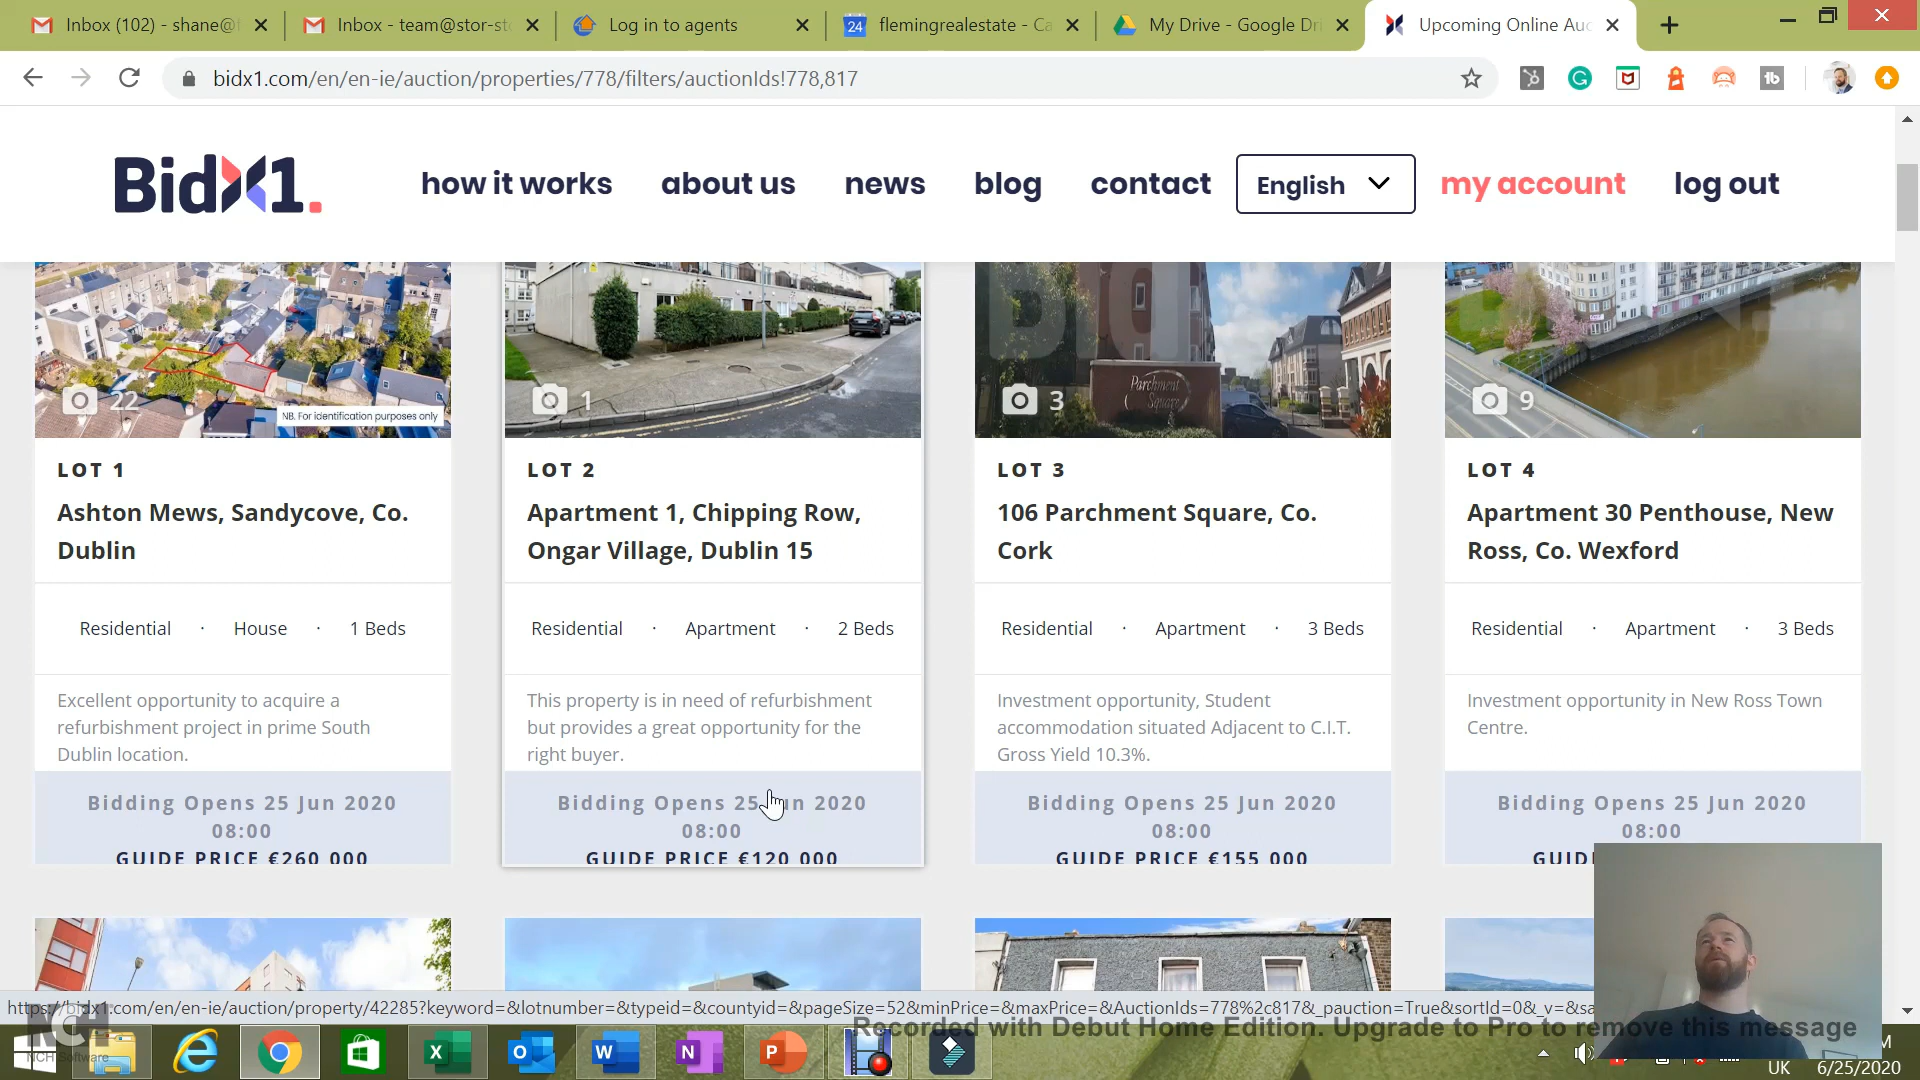 Inbox (102) - shane@
Inbox - team@stor-st
Log in to agents
24
flemingrealestate - Ca
My Drive - Google Dri
Upcoming Online Auc
bidx1.com/en/en-ie/auction/properties/778/filters/auctionIds!778,817
BidX1.
how it works
about us
news
blog
contact
English
my account
log out
22
NB. For identification purposes only
1
Parchment
Square
3
9
LOT 1
Ashton Mews, Sandycove, Co.
Dublin
Residential · House · 1 Beds
Excellent opportunity to acquire a
refurbishment project in prime South
Dublin location.
Bidding Opens 25 Jun 2020
08:00
GUIDE PRICE €260 000
LOT 2
Apartment 1, Chipping Row,
Ongar Village, Dublin 15
Residential · Apartment · 2 Beds
This property is in need of refurbishment
but provides a great opportunity for the
right buyer.
Bidding Opens 25 Jun 2020
08:00
GUIDE PRICE €120 000
LOT 3
106 Parchment Square, Co.
Cork
Residential · Apartment · 3 Beds
Investment opportunity, Student
accommodation situated Adjacent to C.I.T.
Gross Yield 10.3%.
Bidding Opens 25 Jun 2020
08:00
GUIDE PRICE €155 000
LOT 4
Apartment 30 Penthouse, New
Ross, Co. Wexford
Residential · Apartment · 3 Beds
Investment opportunity in New Ross Town
Centre.
Bidding Opens 25 Jun 2020
08:00
https://bidx1.com/en/en-ie/auction/property/42285?keyword=&lotnumber=&typeid=&countyid=&pageSize=52&minPrice=&maxPrice=&AuctionIds=778%2c817&_pauction=True&sortId=0&_v=&sa
Recorded with Debut Home Edition. Upgrade to Pro to remove this message
NCH
NCH Software
UK
6/25/2020